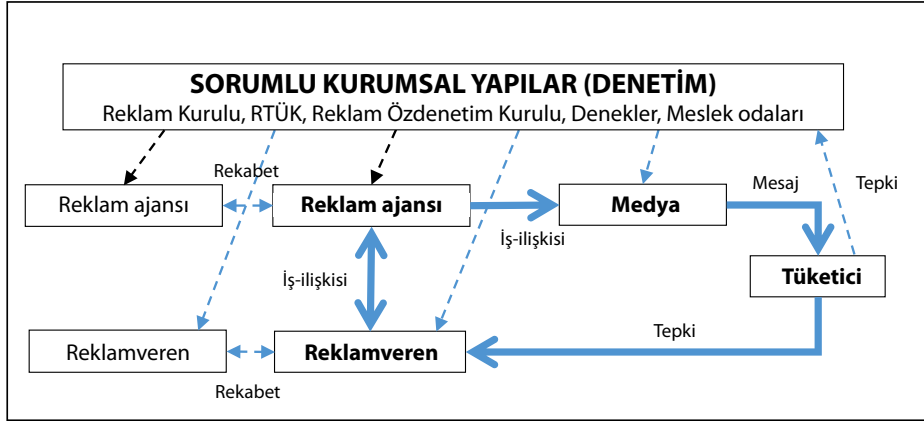 SORUMLU KURUMSAL YAPILAR (DENETİM)
Reklam Kurulu, RTÜK, Reklam Özdenetim Kurulu, Denekler, Meslek odaları
Rekabet
Mesaj
Tepki
Reklam ajansı
Reklam ajansı
Medya
İş-ilişkisi
İş-ilişkisi
Tüketici
Tepki
Reklamveren
Reklamveren
Rekabet